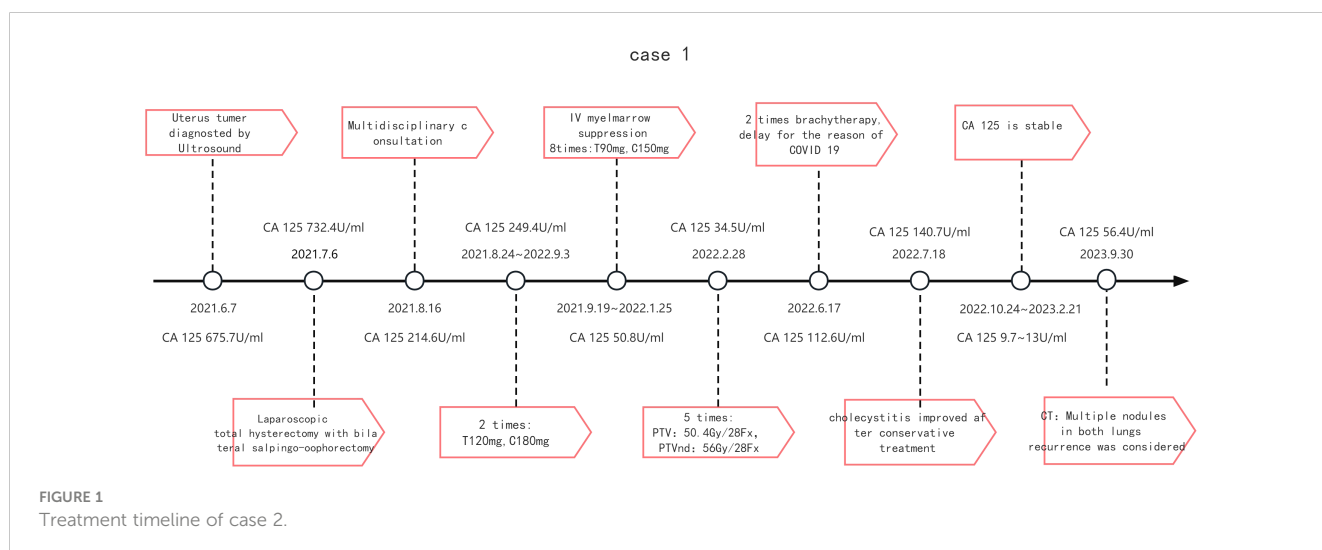 case 1
Uterus tumer
diagnosted by
Ultrasound
Multidisciplinary c
onsultation
IV myelmarrow
suppression
8times:T90mg,C150mg
2 times brachytherapy,
delay for the reason of
COVID 19
CA 125 is stable
CA 125 732.4U/ml
2021.7.6
CA 125 249.4U/ml
2021.8.24~2022.9.3
CA 125 34.5U/ml
2022.2.28
CA 125 140.7U/ml
2022.7.18
CA 125 56.4U/ml
2023.9.30
2021.6.7
CA 125 675.7U/ml
2021.8.16
CA 125 214.6U/ml
2021.9.19~2022.1.25
CA 125 50.8U/ml
2022.6.17
CA 125 112.6U/ml
2022.10.24~2023.2.21
CA 125 9.7~13U/ml
Laparoscopic
total hysterectomy with bila
teral salpingo-oophorectomy
2 times:
T120mg,C180mg
5 times:
PTV: 50.4Gy/28Fx,
PTVnd: 56Gy/28Fx
cholecystitis improved af
ter conservative
treatment
CT: Multiple nodules
in both lungs
recurrence was considered
FIGURE 1
Treatment timeline of case 2.